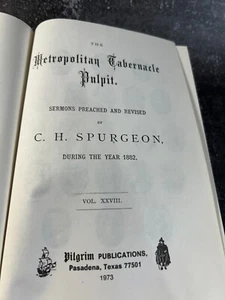 THE
Metropolitan Tabernacle
Pulpit.
SERMONS PREACHED AND REVISED
BY
C. H. SPURGEON,
DURING THE YEAR 1882.
VOL. XXVIII.
Pilgrim PUBLICATIONS,
Pasadena, Texas 77501
1973